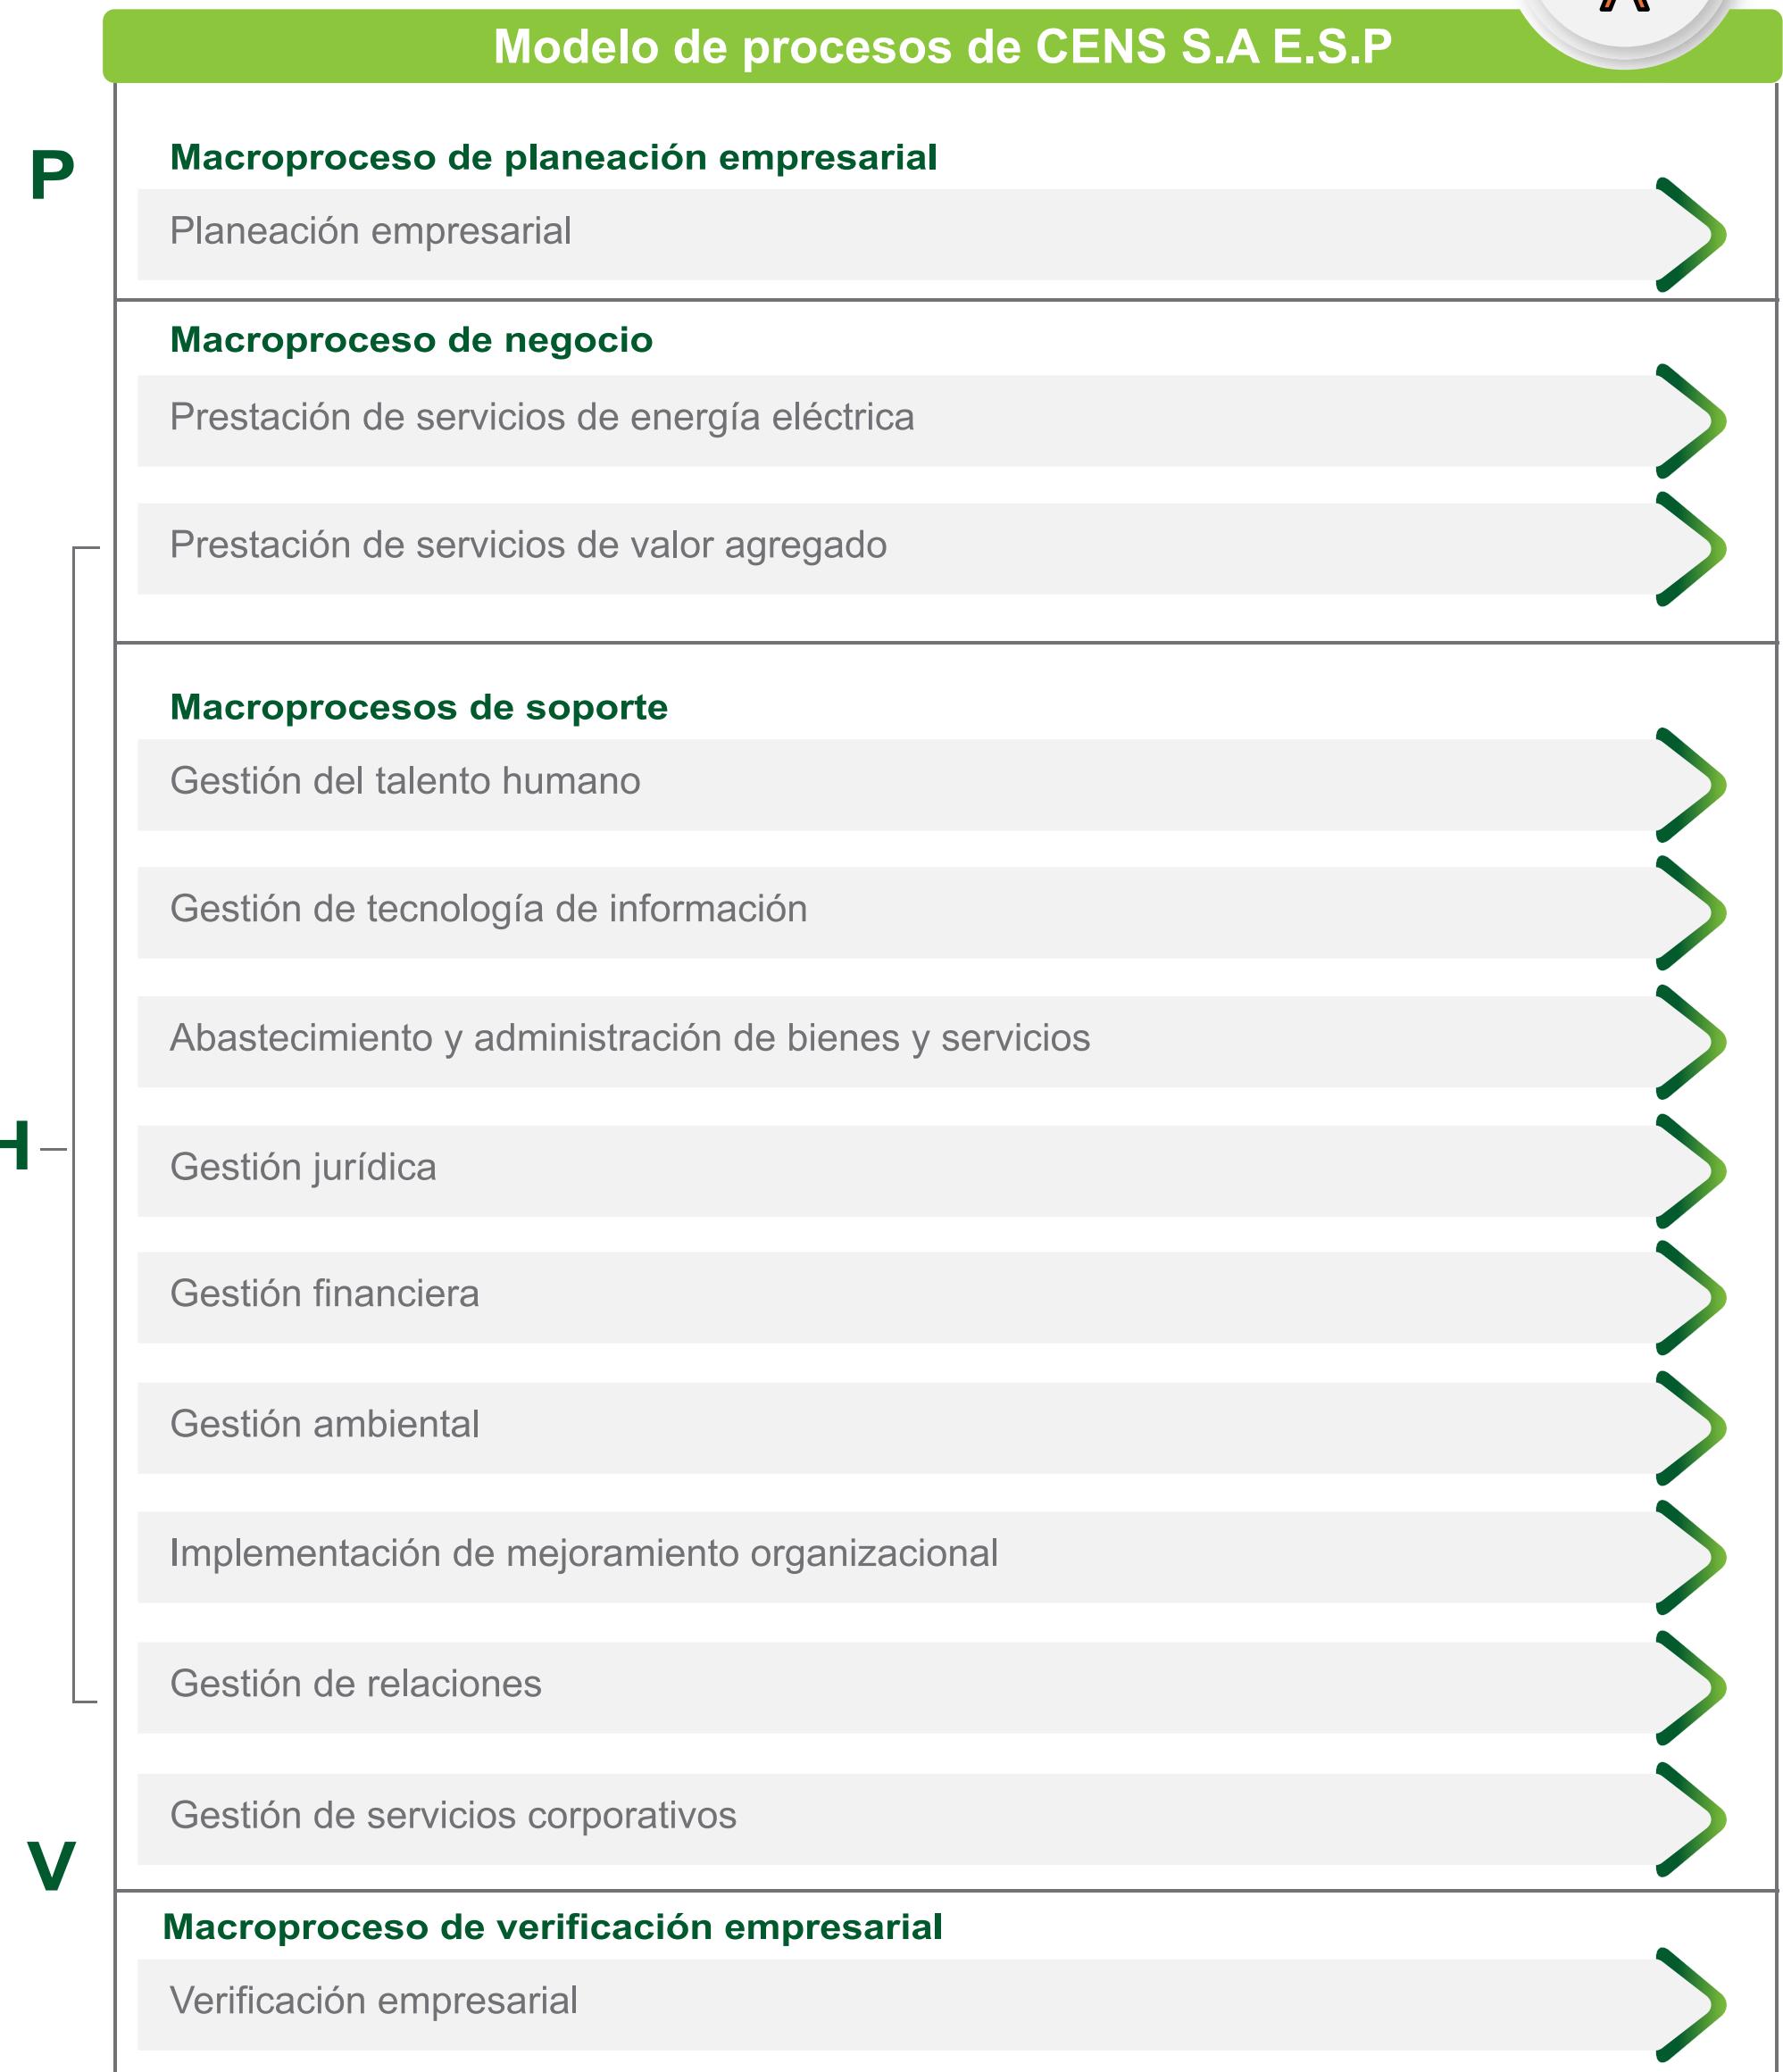 Modelo de procesos de CENS S.A E.S.P
P
Macroproceso de planeación empresarial
Planeación empresarial
Macroproceso de negocio
Prestación de servicios de energía eléctrica
Prestación de servicios de valor agregado
Macroprocesos de soporte
Gestión del talento humano
Gestión de tecnología de información
Abastecimiento y administración de bienes y servicios
H
Gestión jurídica
Gestión financiera
Gestión ambiental
Implementación de mejoramiento organizacional
Gestión de relaciones
Gestión de servicios corporativos
V
Macroproceso de verificación empresarial
Verificación empresarial